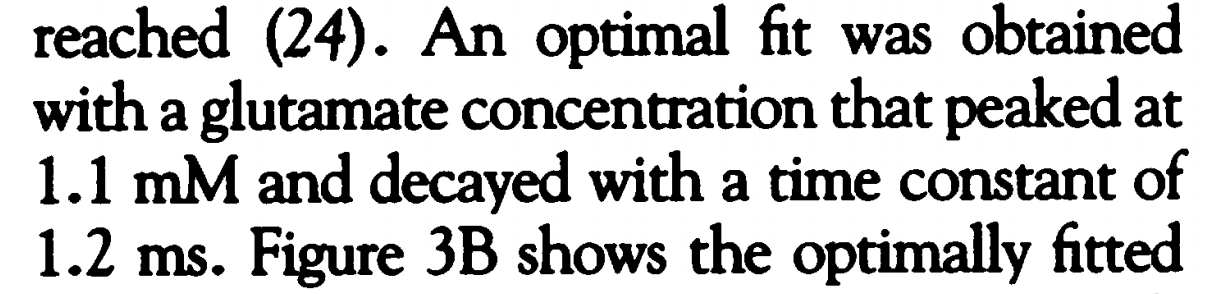 reached (24). An optimal fit was obtained
with a glutamate concentration that peaked at
1.1 mM and decayed with a time constant of
1.2 ms. Figure 3B shows the optimally fitted